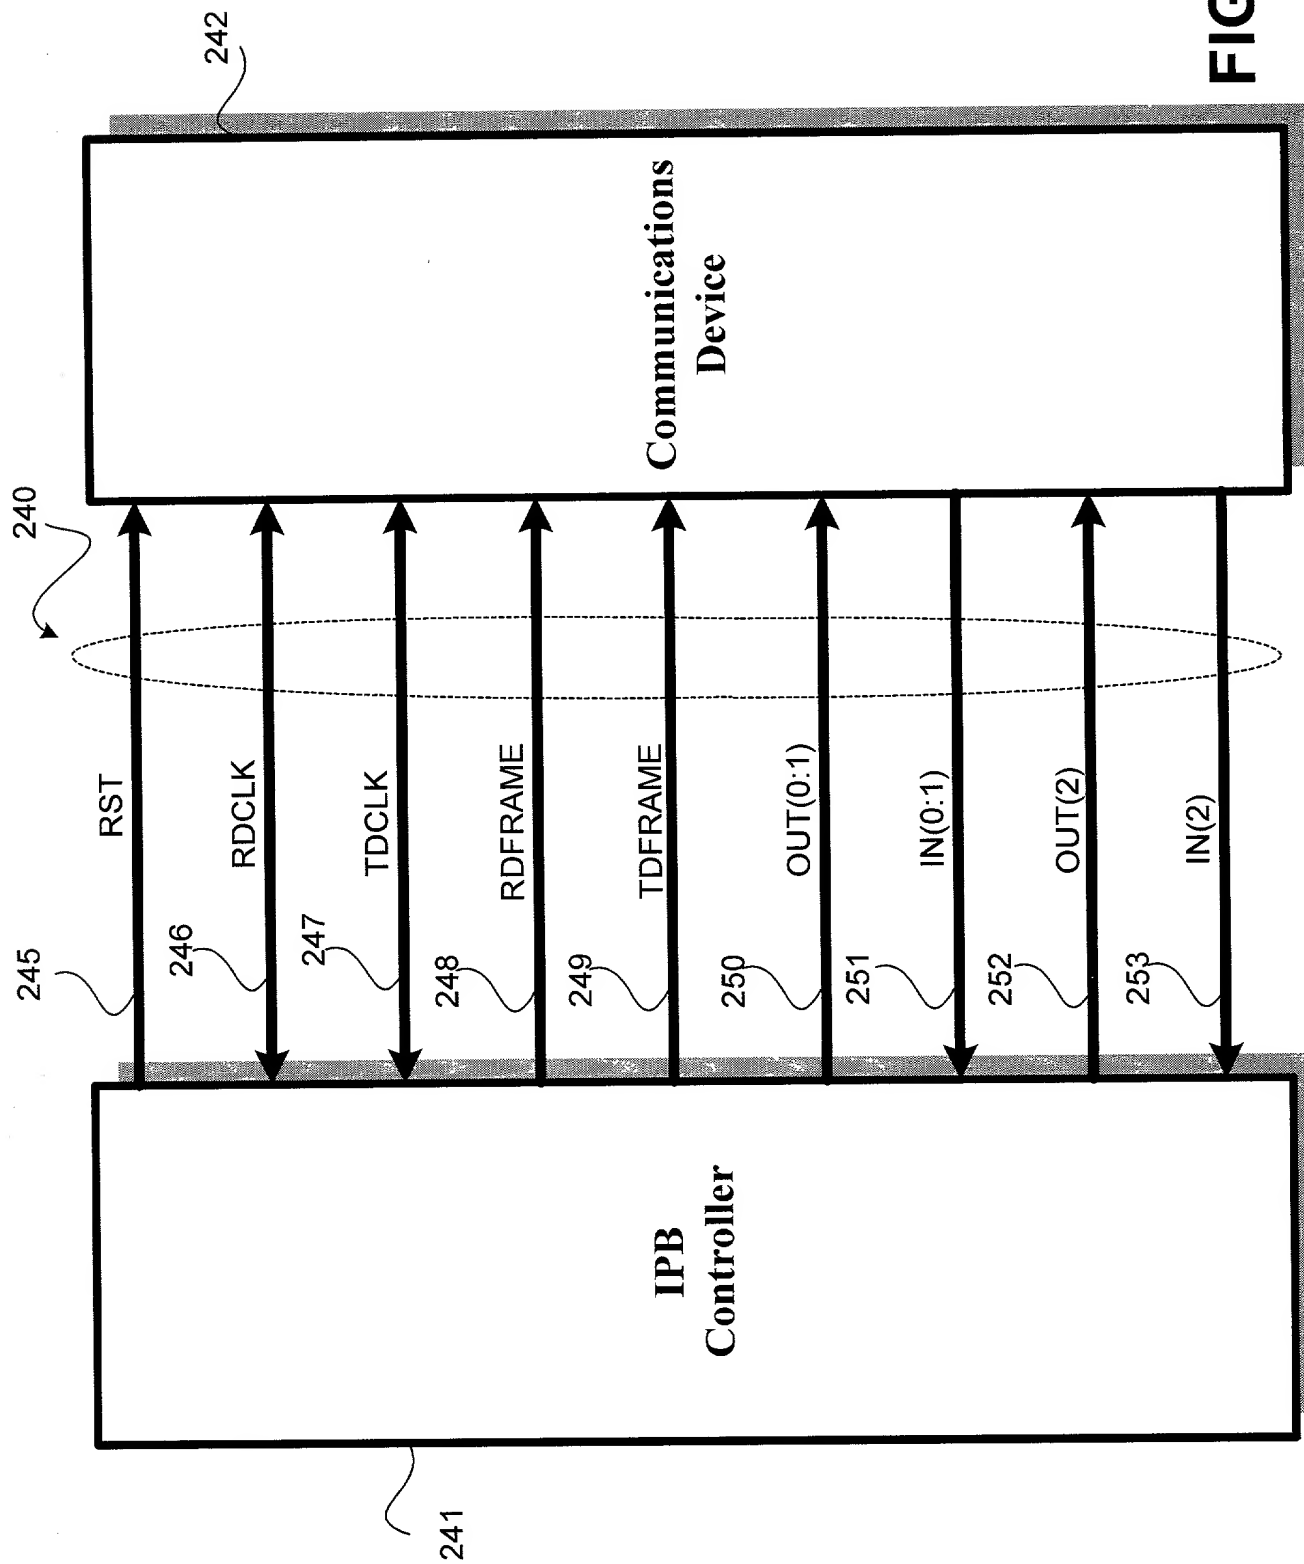 240
241
IPB
Controller
242
Communications
Device
245
RST
246
RDCLK
247
TDCLK
248
RDFRAME
249
TDFRAME
250
OUT(0:1)
251
IN(0:1)
252
OUT(2)
253
IN(2)
FIG